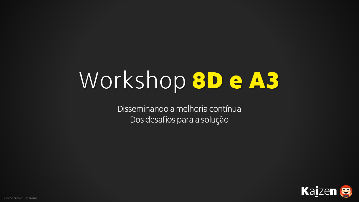 Workshop 8D e A3
Disseminando a melhoria contínua
Dos desafios para a solução
Kaizen